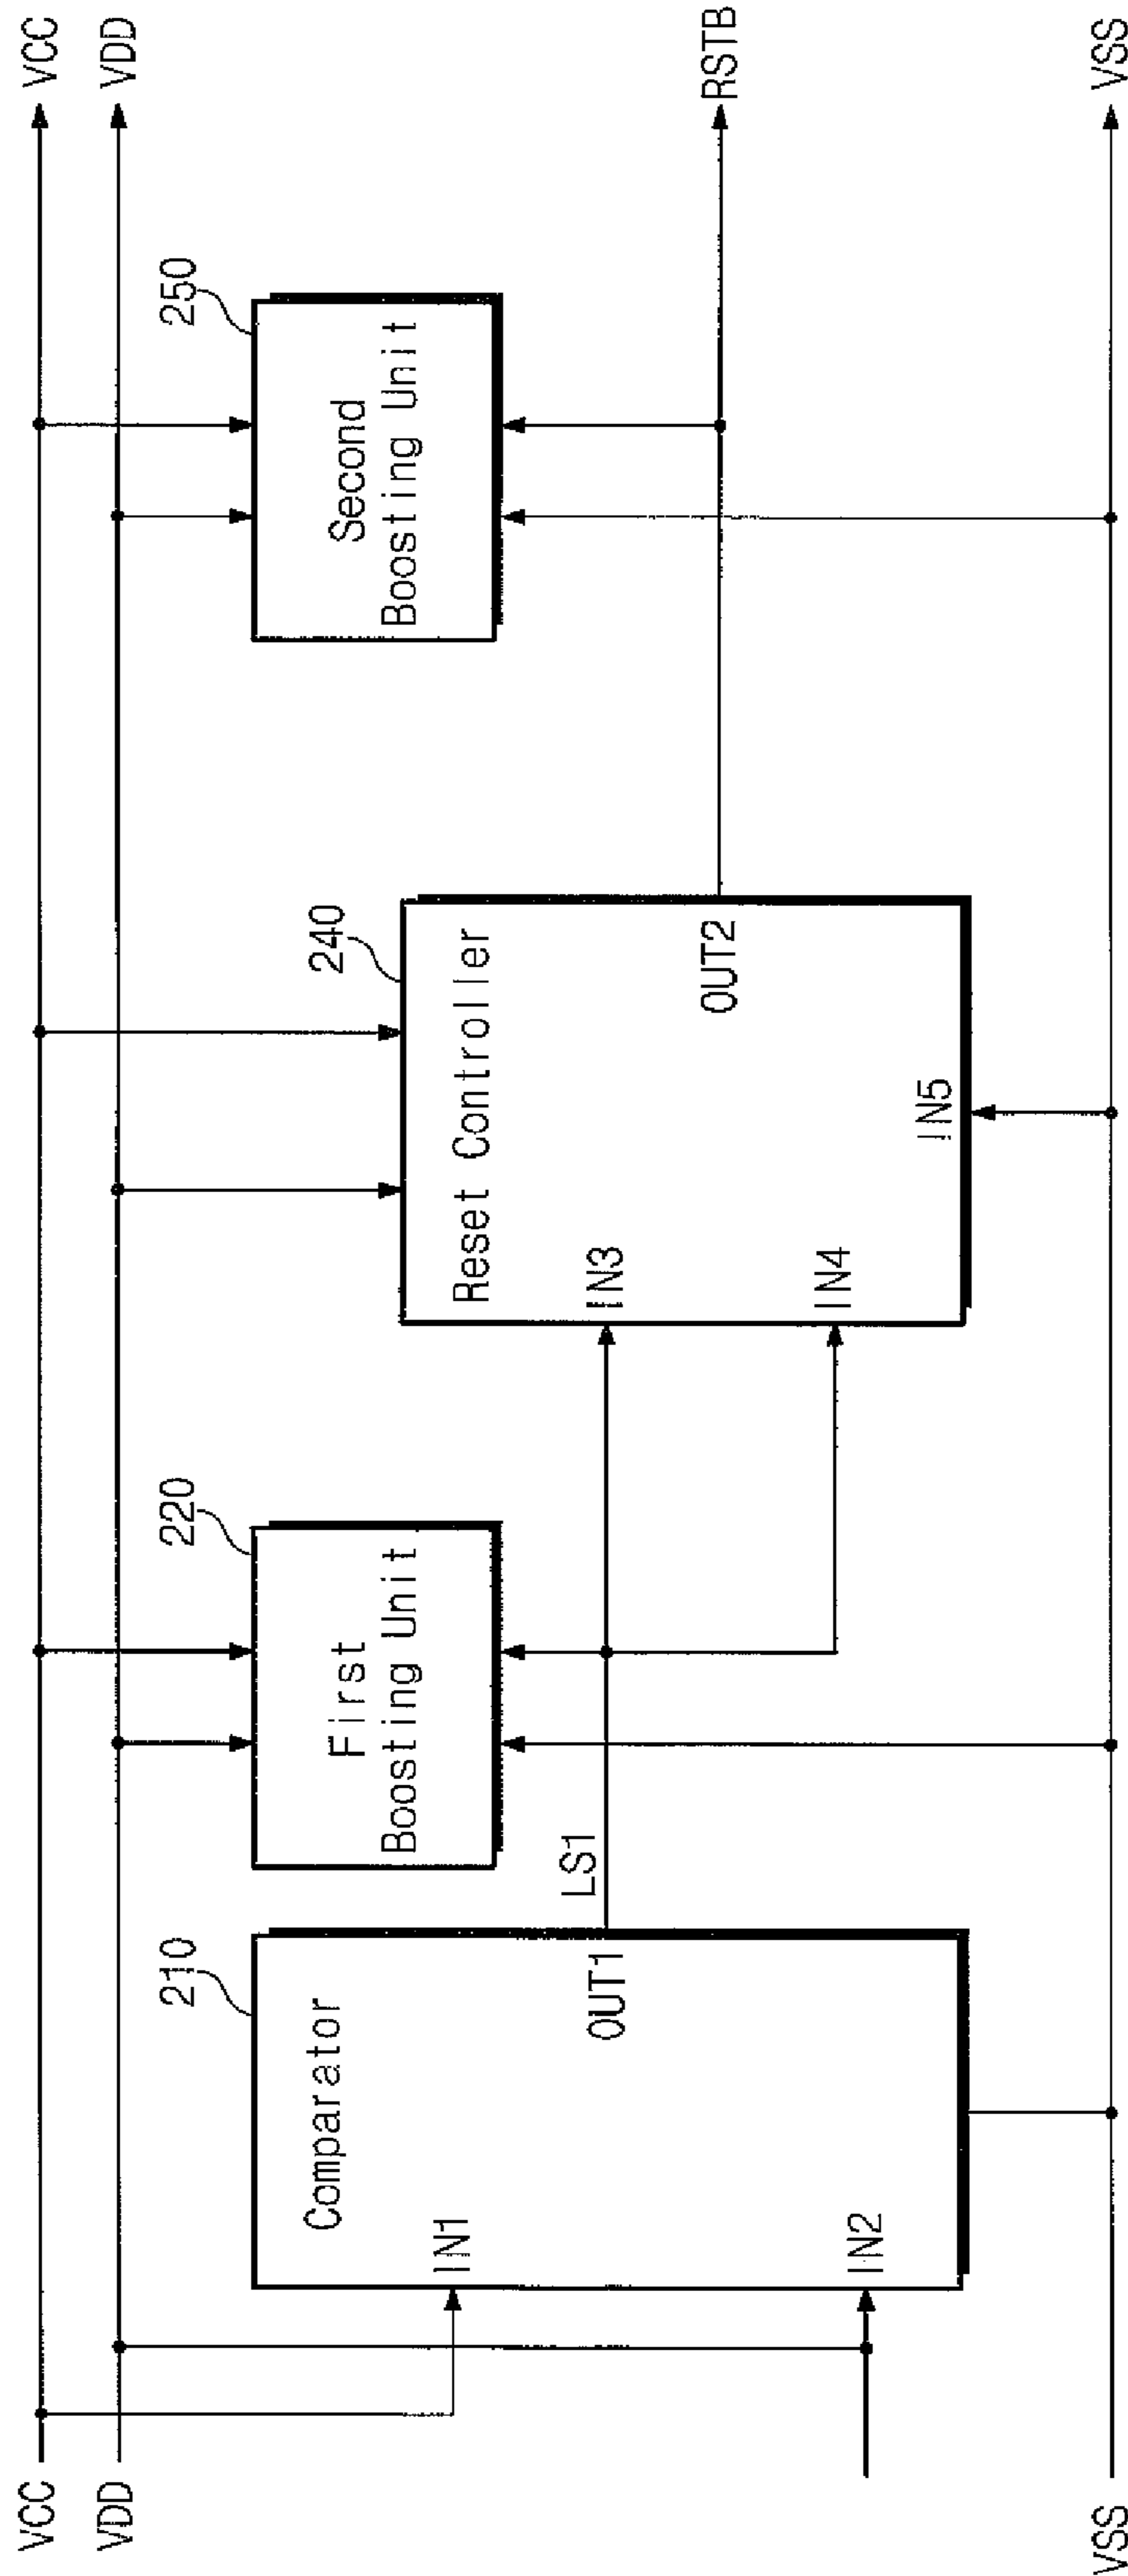 VCC
VCC
VDD
VDD
210
Comparator
IN1
IN2
OUT1
LS1
220
First
Boosting Unit
240
Reset Controller
IN3
IN4
IN5
OUT2
250
Second
Boosting Unit
RSTB
VSS
VSS